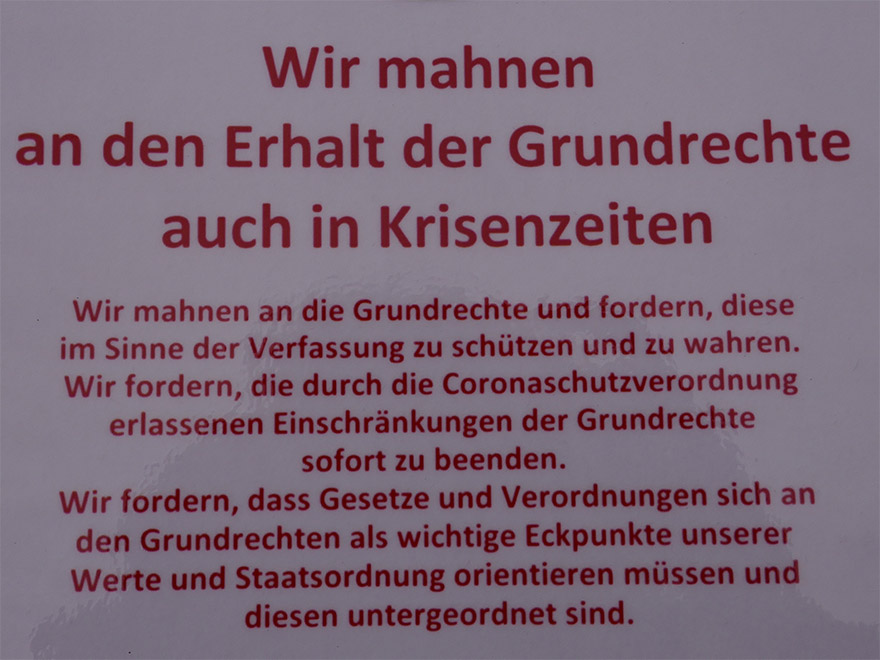 Wir mahnen
an den Erhalt der Grundrechte
auch in Krisenzeiten
Wir mahnen an die Grundrechte und fordern, diese
im Sinne der Verfassung zu schützen und zu wahren.
Wir fordern, die durch die Coronaschutzverordnung
erlassenen Einschränkungen der Grundrechte
sofort zu beenden.
Wir fordern, dass Gesetze und Verordnungen sich an
den Grundrechten als wichtige Eckpunkte unserer
Werte und Staatsordnung orientieren müssen und
diesen untergeordnet sind.